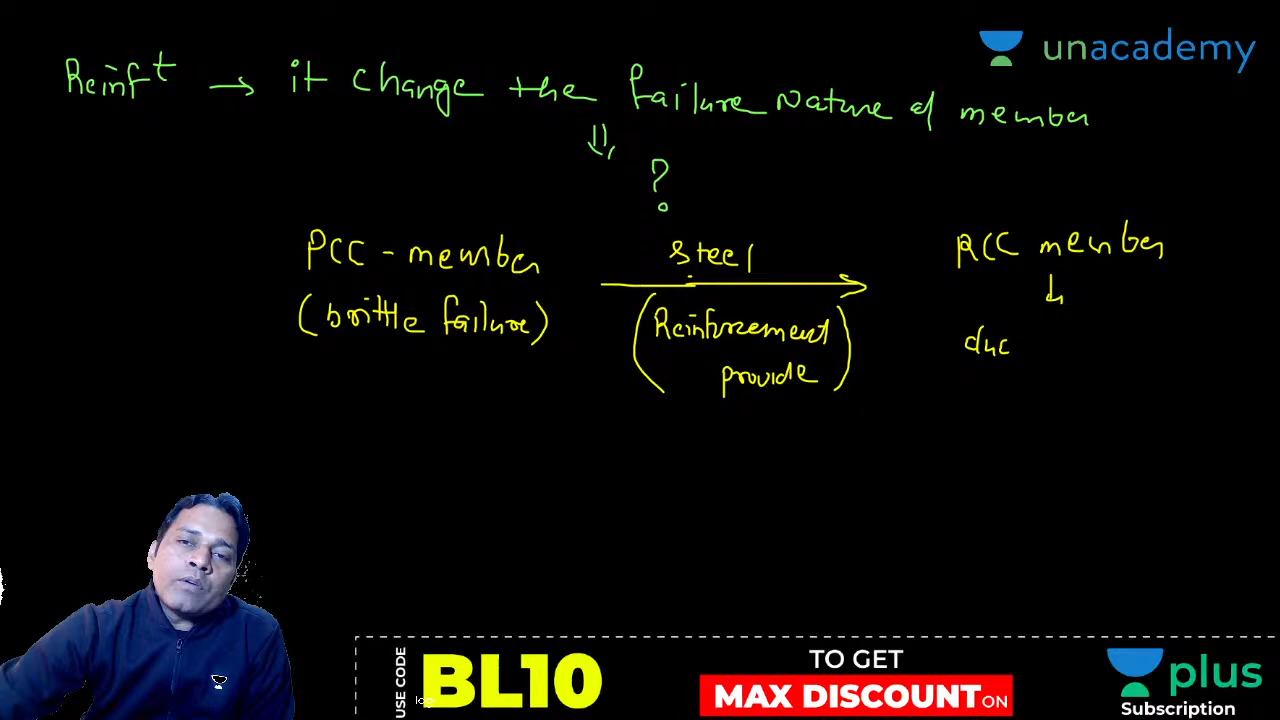 unacademy
Reinfᵗ → it change the failure Nature of member
?
PCC - member steel RCC member
(brittle failure) (Reinforcement provide) duc
USE CODE BL10
TO GET
MAX DISCOUNT ON
plus
Subscription